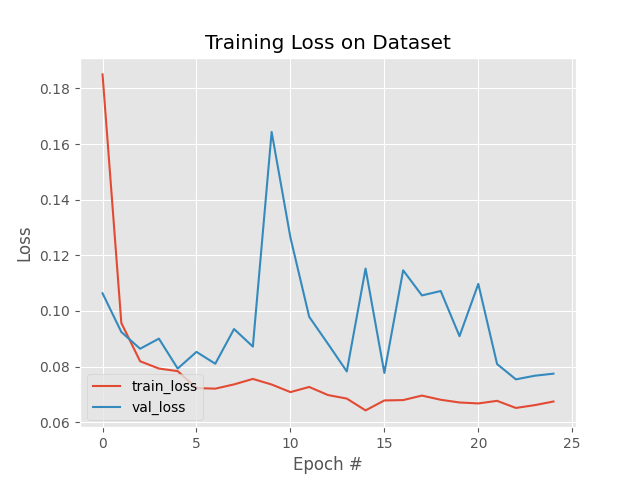 Training Loss on Dataset
0.18
0.16
0.14
0.12
0.10
0.08
0.06
Loss
train_loss
val_loss
0 5 10 15 20 25
Epoch #